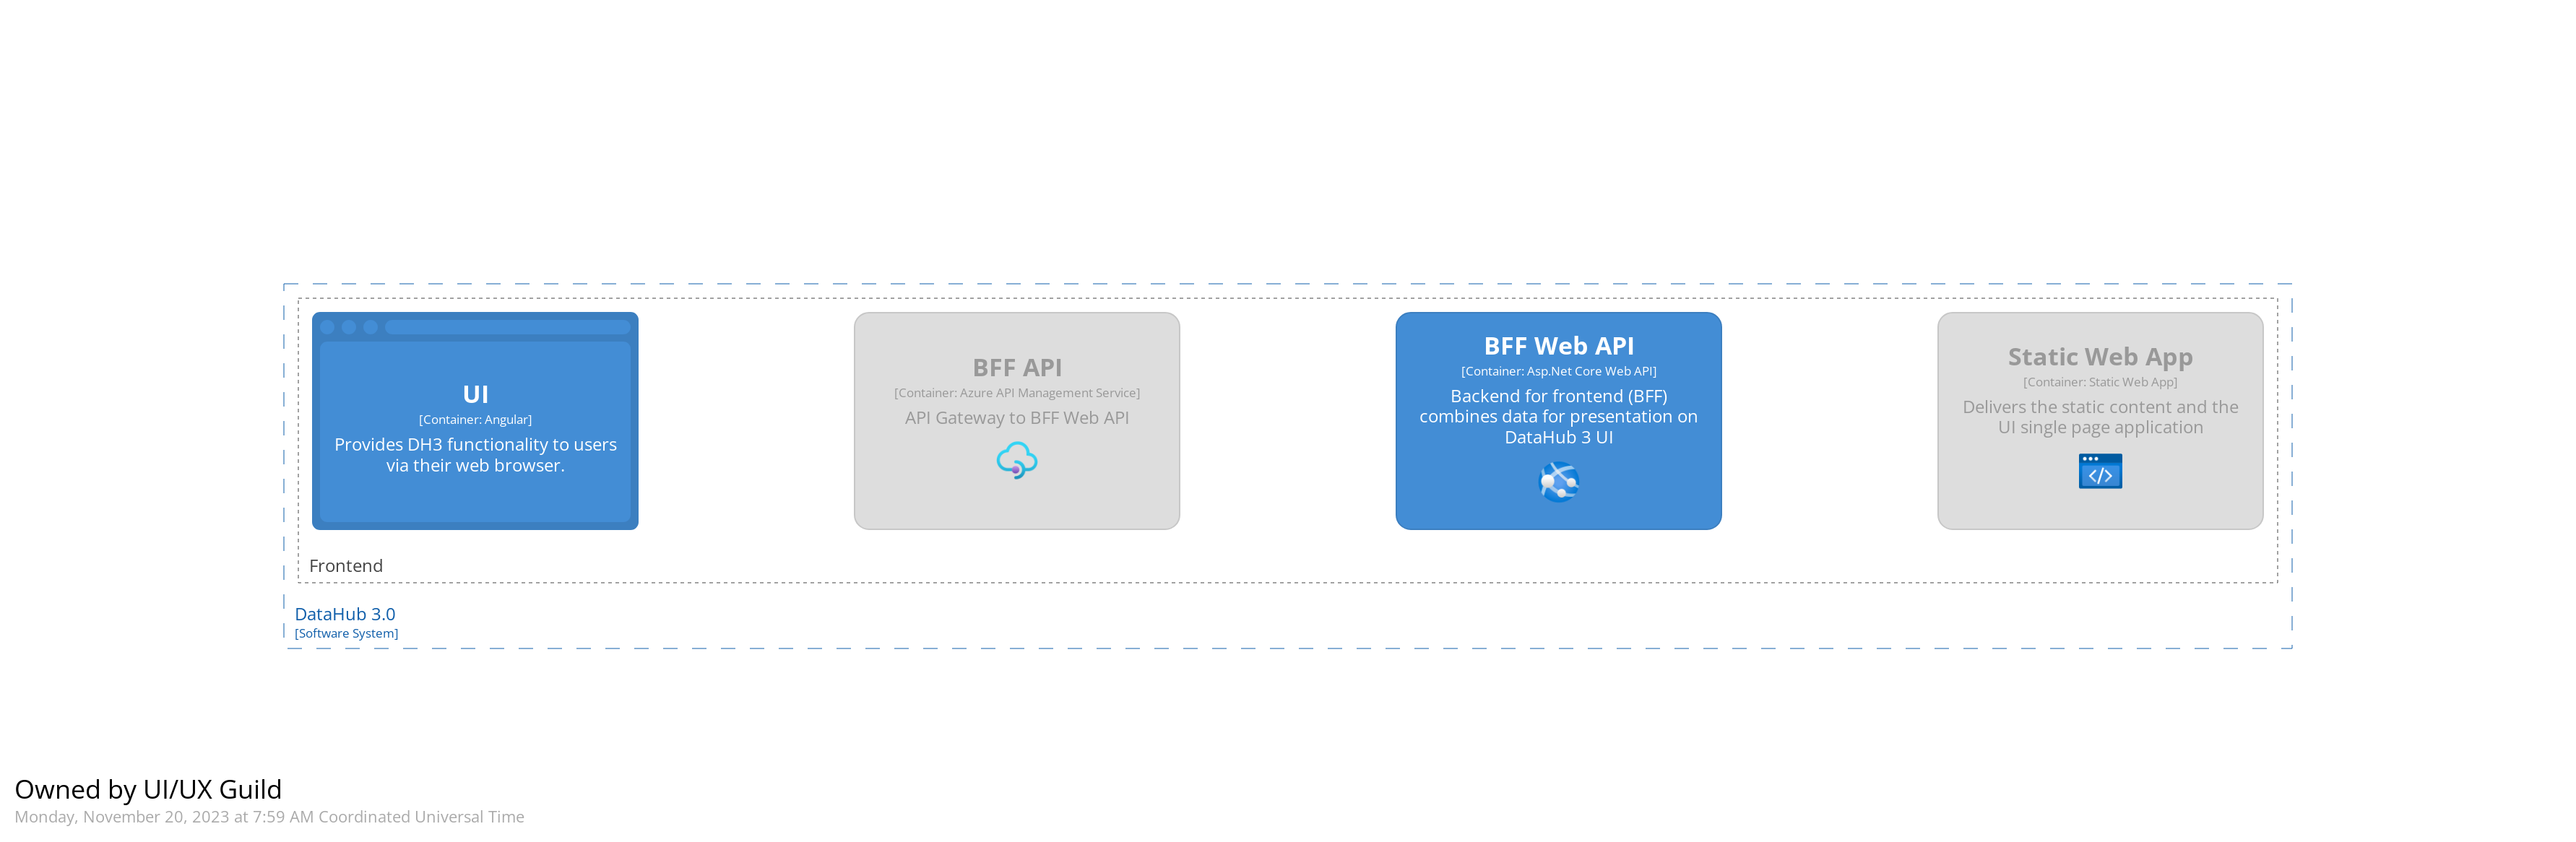 UI
[Container: Angular]
Provides DH3 functionality to users
via their web browser.
BFF API
[Container: Azure API Management Service]
API Gateway to BFF Web API
BFF Web API
[Container: Asp.Net Core Web API]
Backend for frontend (BFF)
combines data for presentation on
DataHub 3 UI
Static Web App
[Container: Static Web App]
Delivers the static content and the
UI single page application
Frontend
DataHub 3.0
[Software System]
Owned by UI/UX Guild
Monday, November 20, 2023 at 7:59 AM Coordinated Universal Time